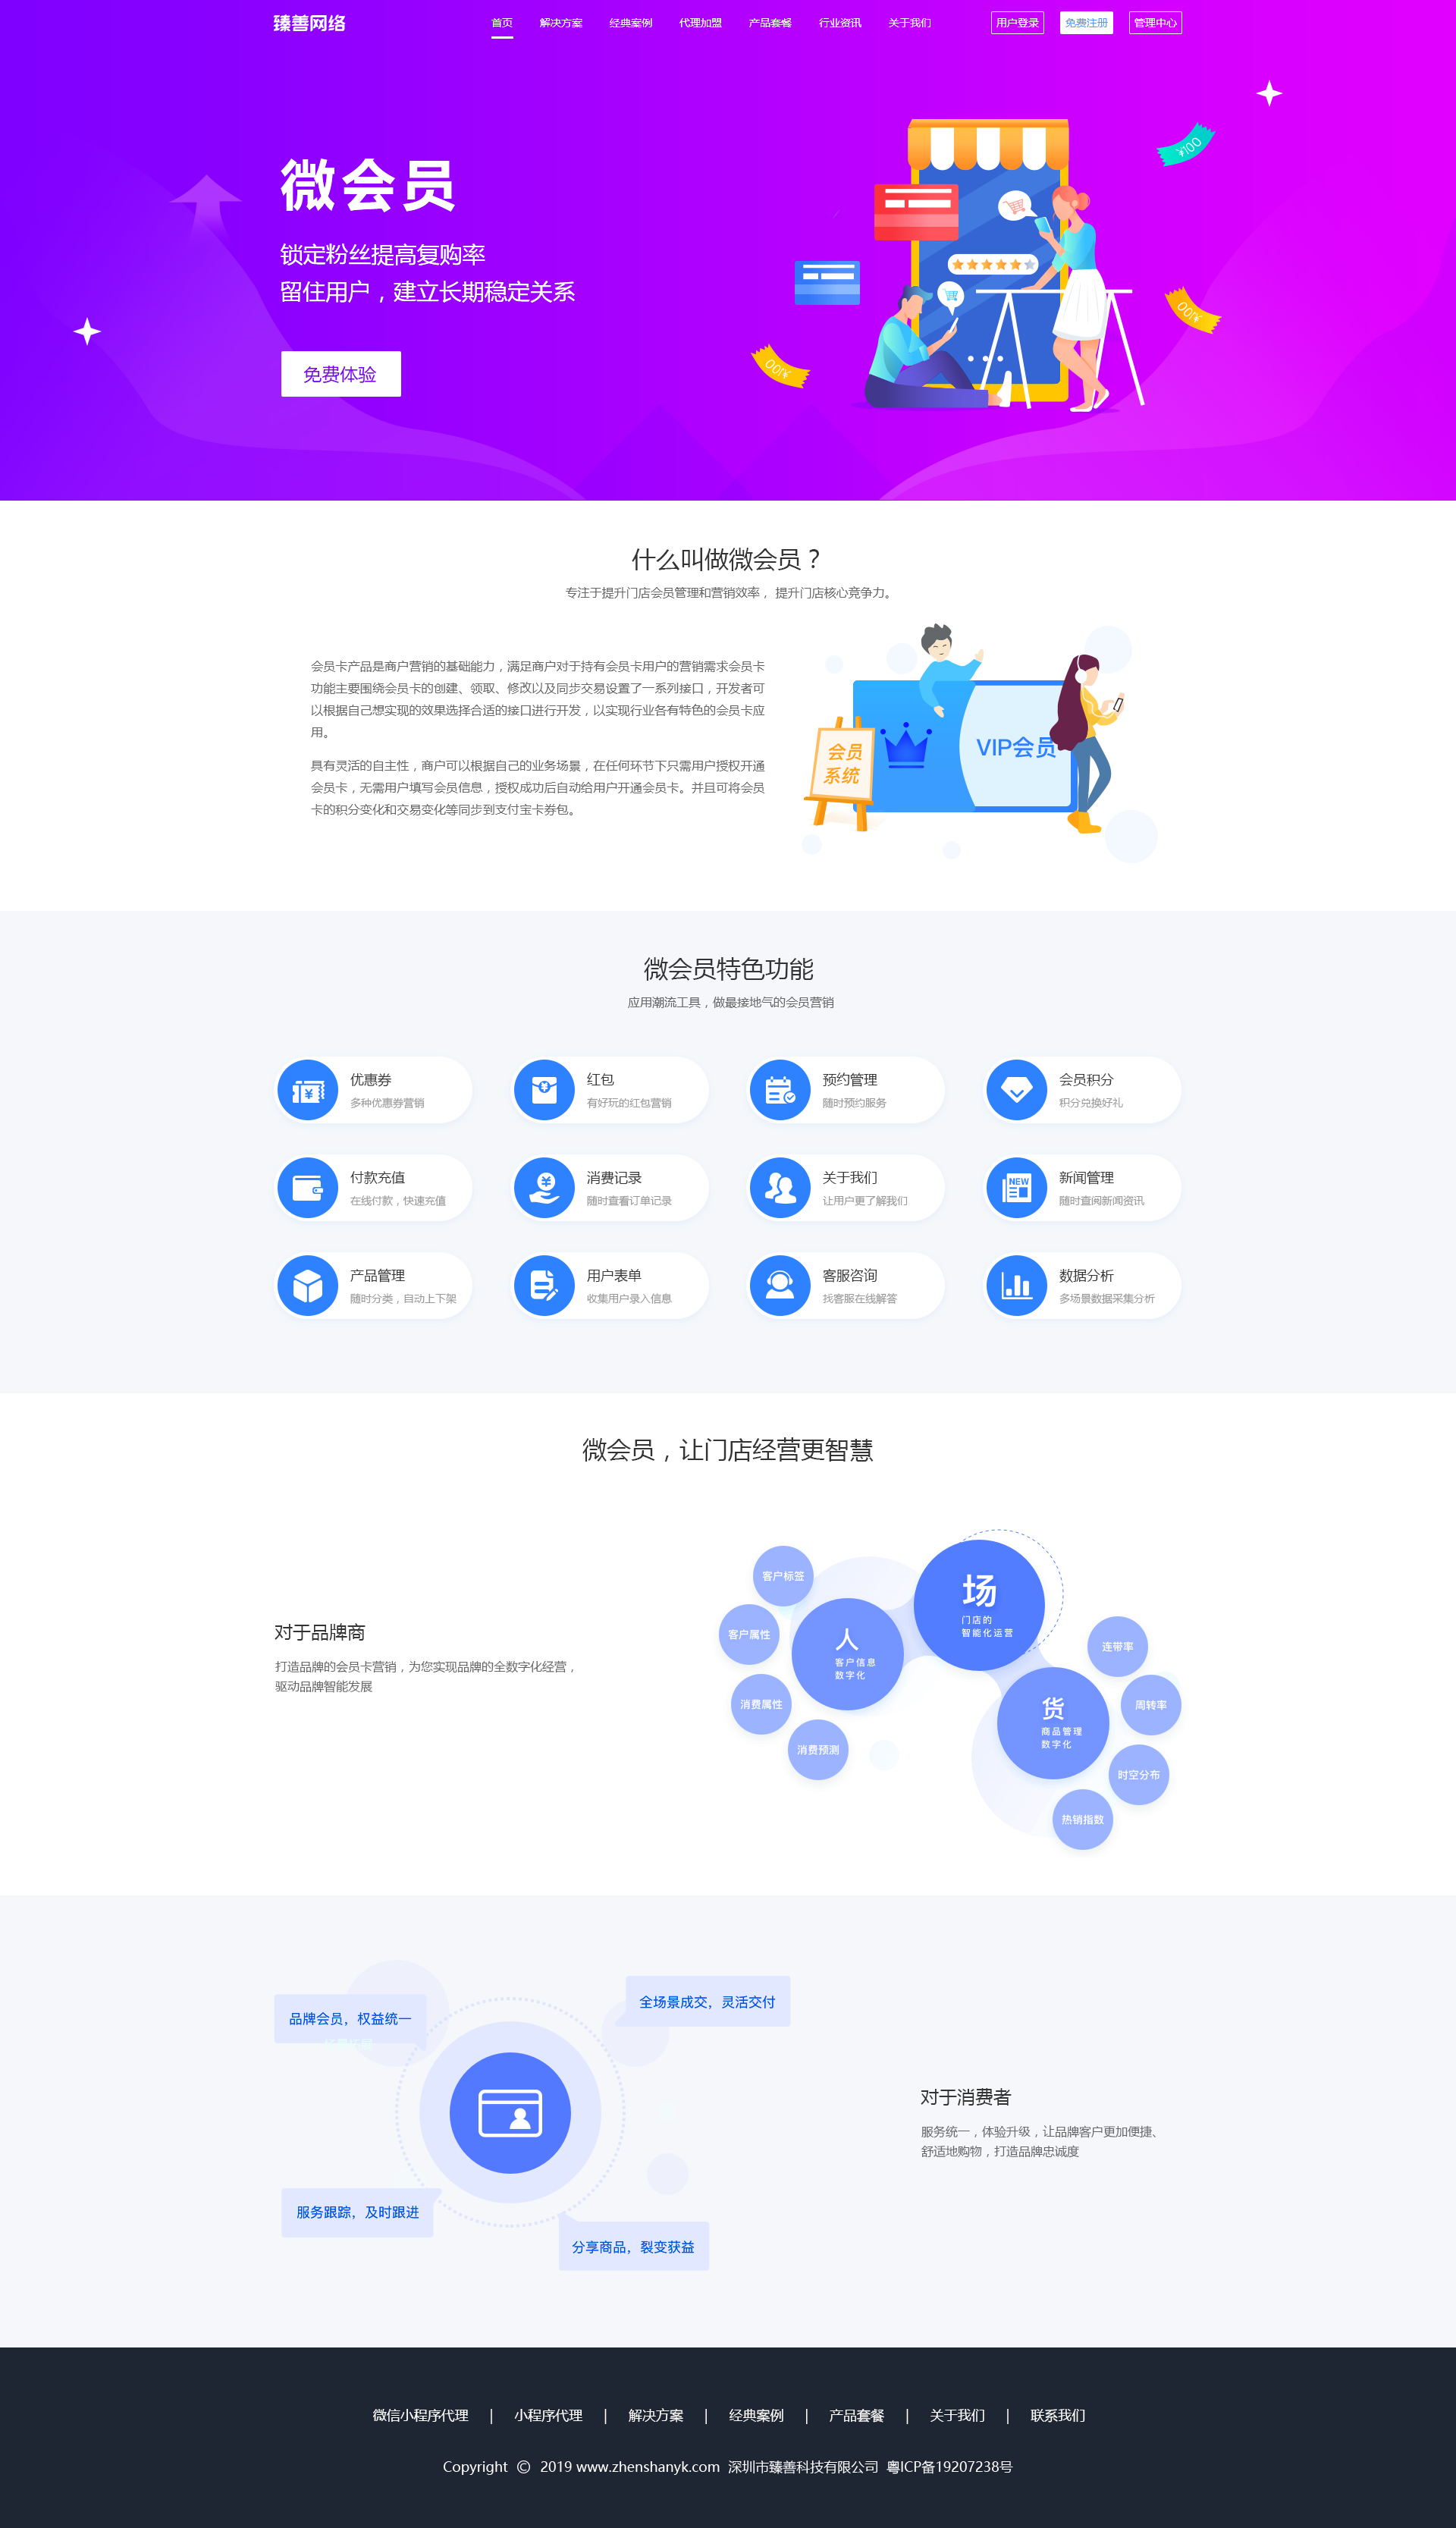 臻善网络
首页 解决方案 经典案例 代理加盟 产品套餐 行业资讯 关于我们 用户登录 免费注册 管理中心
微会员
锁定粉丝提高复购率
留住用户，建立长期稳定关系
免费体验
¥100
¥100
¥100
什么叫做微会员？
专注于提升门店会员管理和营销效率， 提升门店核心竞争力。
会员卡产品是商户营销的基础能力，满足商户对于持有会员卡用户的营销需求会员卡
功能主要围绕会员卡的创建、领取、修改以及同步交易设置了一系列接口，开发者可
以根据自己想实现的效果选择合适的接口进行开发，以实现行业各有特色的会员卡应
用。
具有灵活的自主性，商户可以根据自己的业务场景，在任何环节下只需用户授权开通
会员卡，无需用户填写会员信息，授权成功后自动给用户开通会员卡。并且可将会员
卡的积分变化和交易变化等同步到支付宝卡券包。
会员
系统
VIP会员
微会员特色功能
应用潮流工具，做最接地气的会员营销
优惠券
多种优惠券营销
红包
有好玩的红包营销
预约管理
随时预约服务
会员积分
积分兑换好礼
付款充值
在线付款，快速充值
消费记录
随时查看订单记录
关于我们
让用户更了解我们
NEW
新闻管理
随时查阅新闻资讯
产品管理
随时分类，自动上下架
用户表单
收集用户录入信息
客服咨询
找客服在线解答
数据分析
多场景数据采集分析
微会员，让门店经营更智慧
对于品牌商
打造品牌的会员卡营销，为您实现品牌的全数字化经营，
驱动品牌智能发展
客户标签
客户属性
消费属性
消费预测
人
客户信息
数字化
场
门店的
智能化运营
货
商品管理
数字化
连带率
周转率
时空分布
热销指数
品牌会员，权益统一
全场景成交，灵活交付
服务跟踪，及时跟进
分享商品，裂变获益
对于消费者
服务统一，体验升级，让品牌客户更加便捷、
舒适地购物，打造品牌忠诚度
微信小程序代理 | 小程序代理 | 解决方案 | 经典案例 | 产品套餐 | 关于我们 | 联系我们
Copyright © 2019 www.zhenshanyk.com 深圳市臻善科技有限公司 粤ICP备19207238号